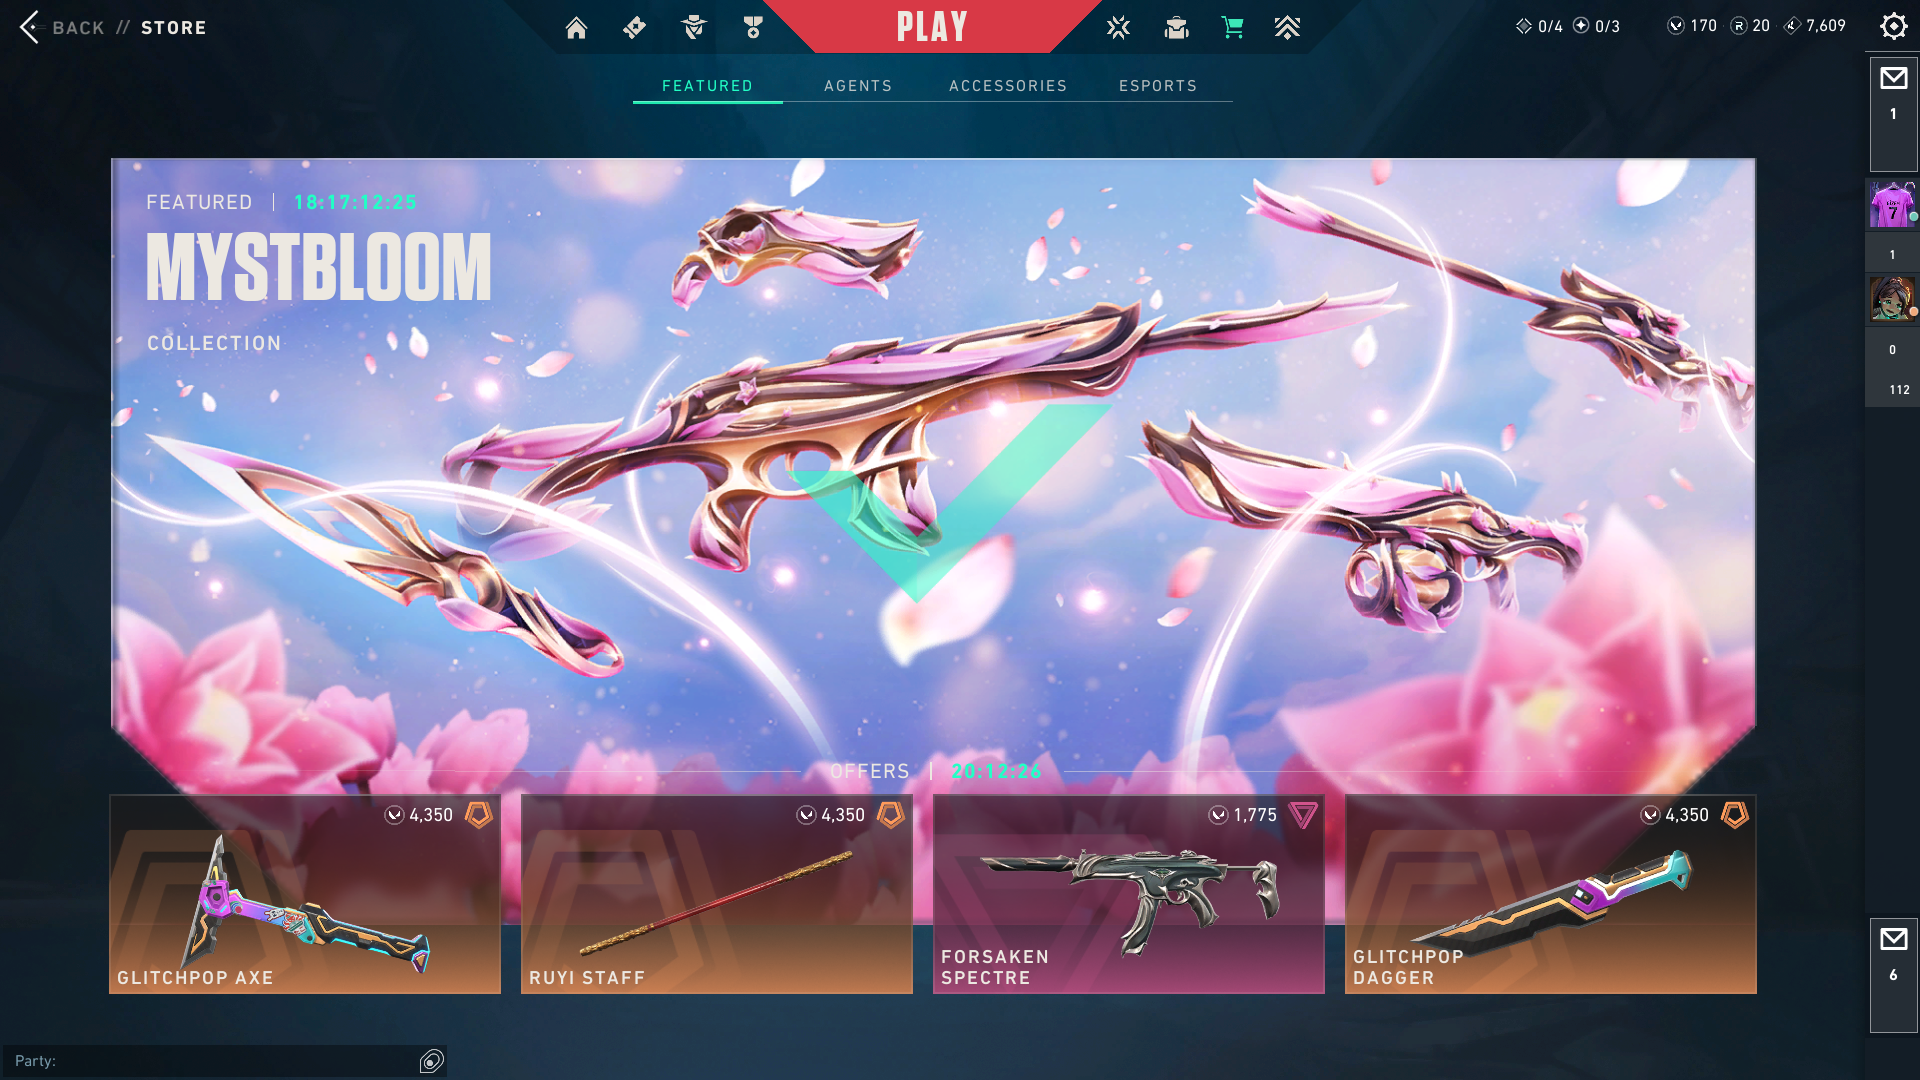 BACK // STORE
PLAY
0/4
0/3
170
20
7,609
FEATURED
AGENTS
ACCESSORIES
ESPORTS
1
7
1
0
112
FEATURED | 18:17:12:25
MYSTBLOOM
COLLECTION
OFFERS | 20:12:26
4,350
GLITCHPOP AXE
4,350
RUYI STAFF
1,775
FORSAKEN
SPECTRE
4,350
GLITCHPOP
DAGGER
6
Party: